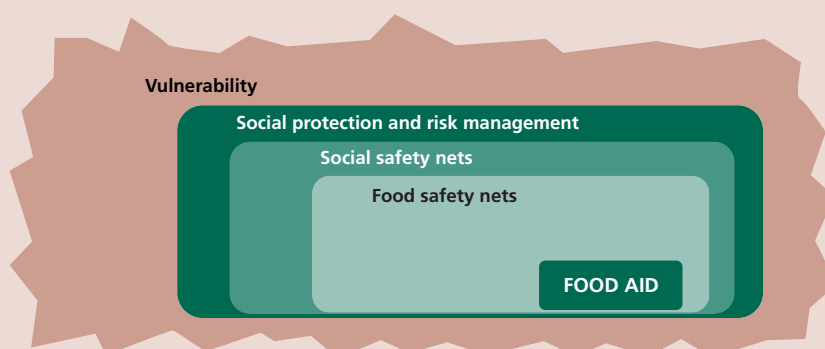 Vulnerability
Social protection and risk management
Social safety nets
Food safety nets
FOOD AID